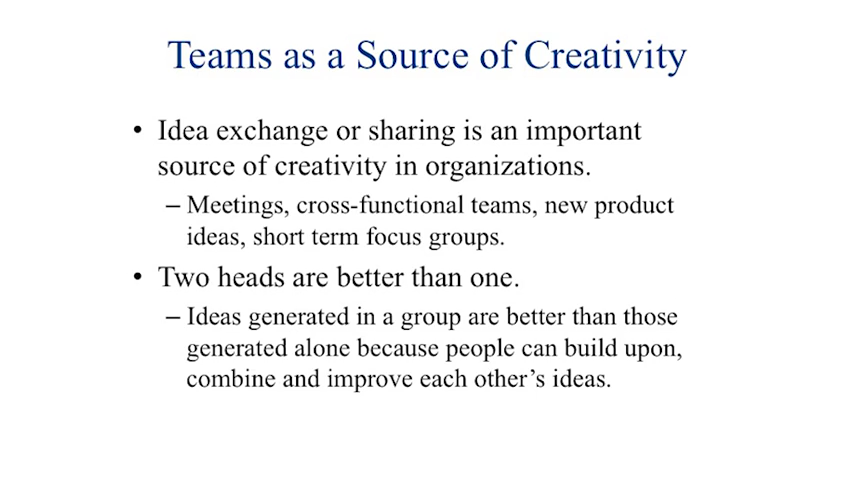 Teams as a Source of Creativity
• Idea exchange or sharing is an important
source of creativity in organizations.
– Meetings, cross-functional teams, new product
ideas, short term focus groups.
• Two heads are better than one.
– Ideas generated in a group are better than those
generated alone because people can build upon,
combine and improve each other’s ideas.